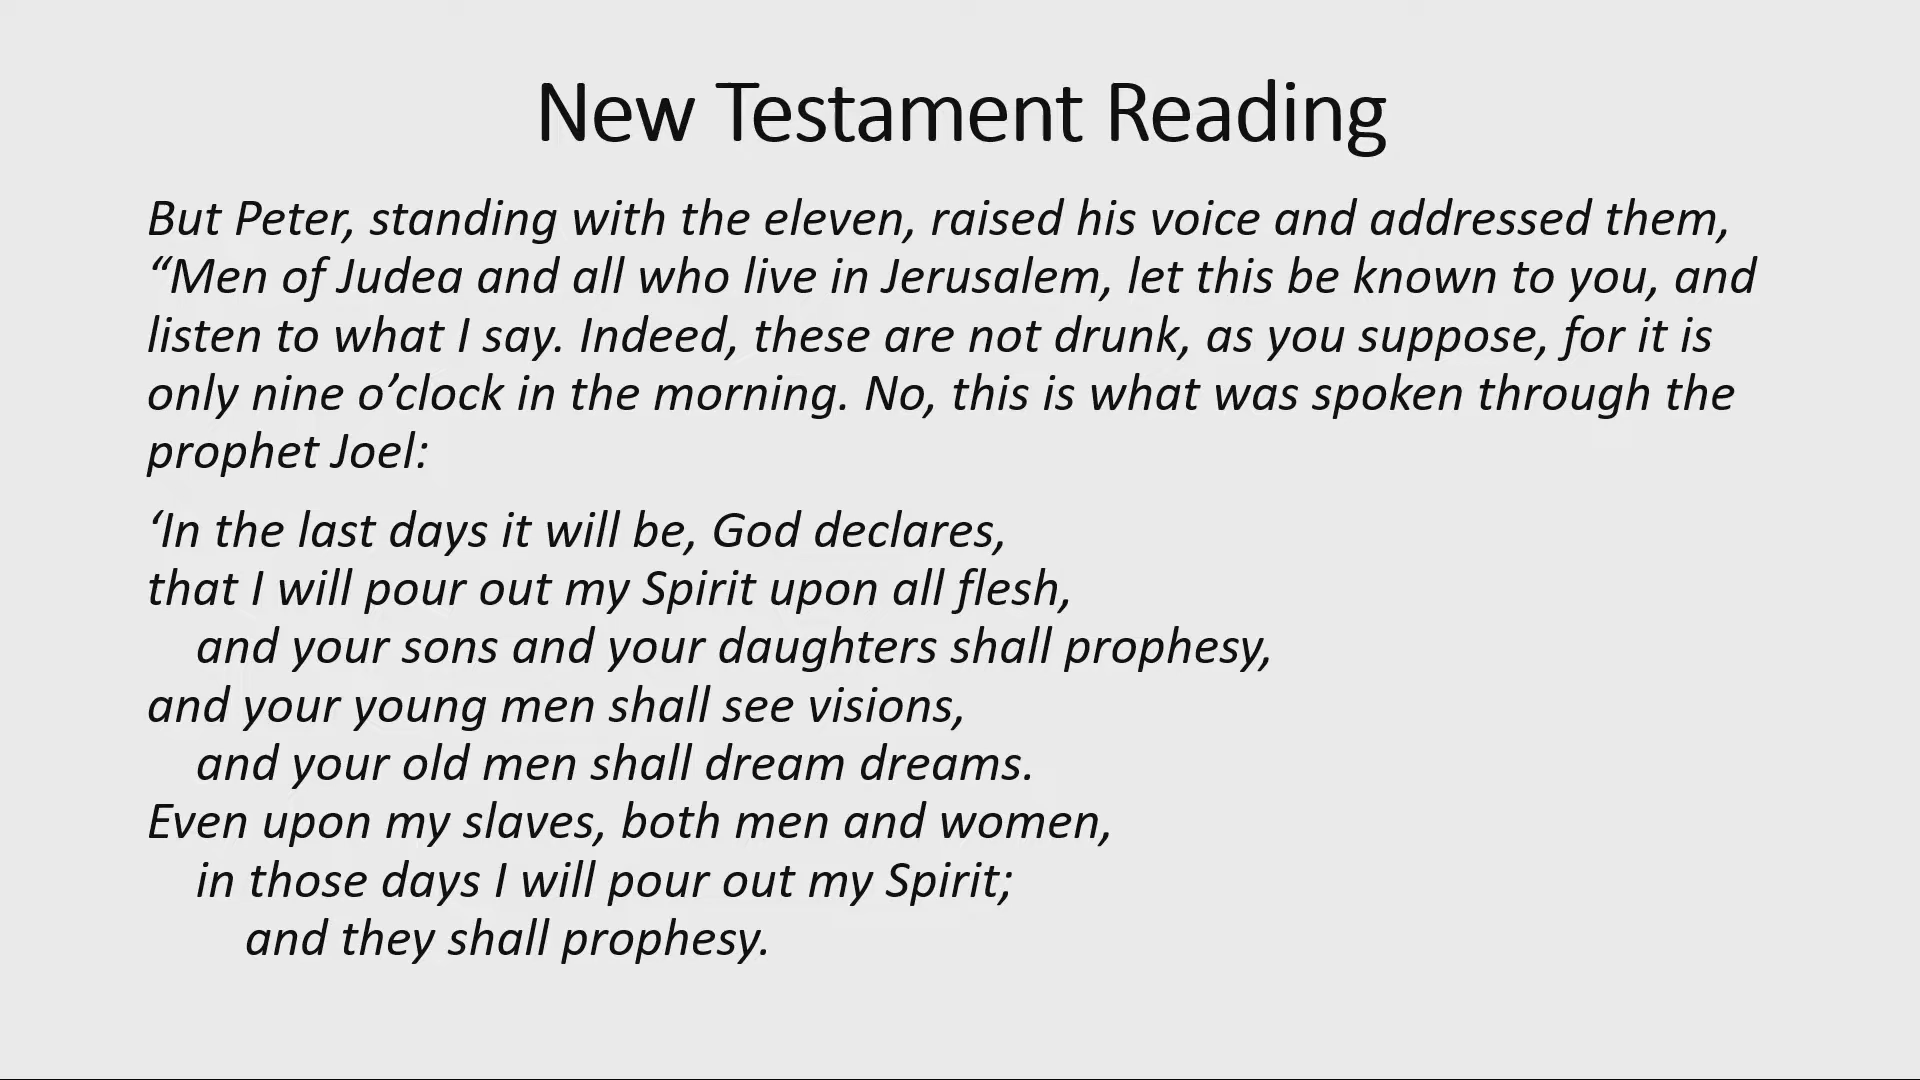 New Testament Reading
But Peter, standing with the eleven, raised his voice and addressed them,
“Men of Judea and all who live in Jerusalem, let this be known to you, and
listen to what I say. Indeed, these are not drunk, as you suppose, for it is
only nine o’clock in the morning. No, this is what was spoken through the
prophet Joel:
‘In the last days it will be, God declares,
that I will pour out my Spirit upon all flesh,
and your sons and your daughters shall prophesy,
and your young men shall see visions,
and your old men shall dream dreams.
Even upon my slaves, both men and women,
in those days I will pour out my Spirit;
and they shall prophesy.